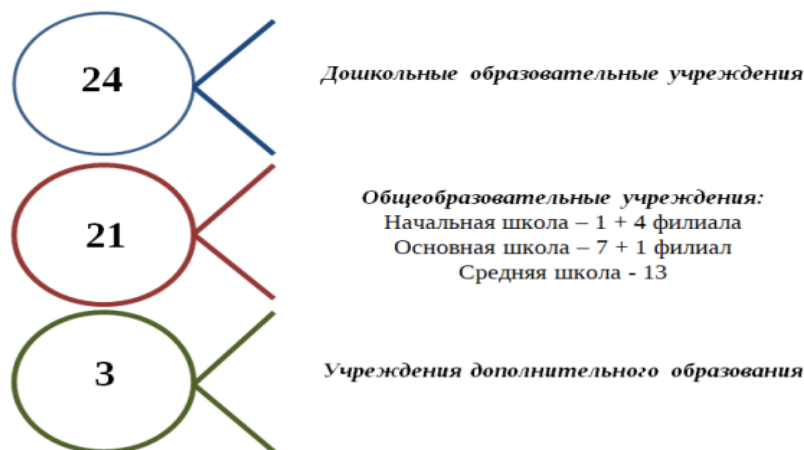 24
Дошкольные образовательные учреждения
21
Общеобразовательные учреждения:
Начальная школа – 1 + 4 филиала
Основная школа – 7 + 1 филиал
Средняя школа - 13
3
Учреждения дополнительного образования